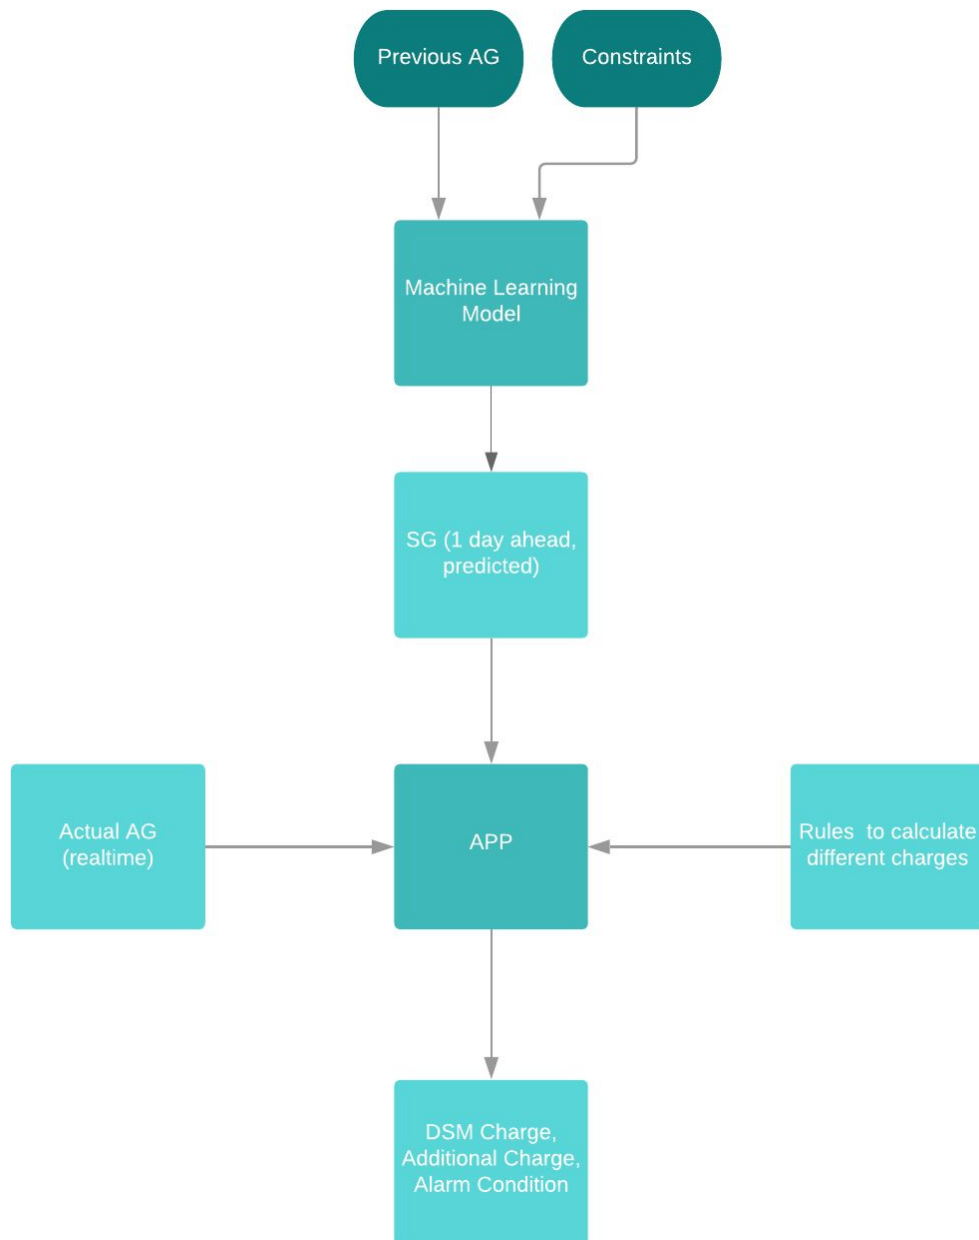 Previous AG
Constraints
Machine Learning
Model
SG (1 day ahead,
predicted)
Actual AG
(realtime)
APP
Rules  to calculate
different charges
DSM Charge,
Additional Charge,
Alarm Condition